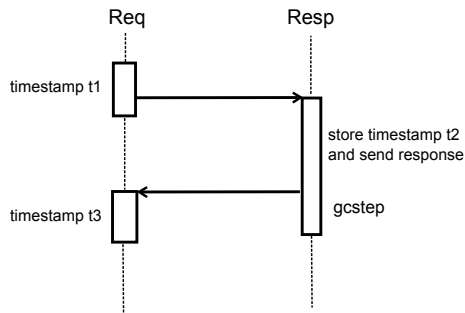 Req
Resp
timestamp t1
store timestamp t2
and send response
gcstep
timestamp t3